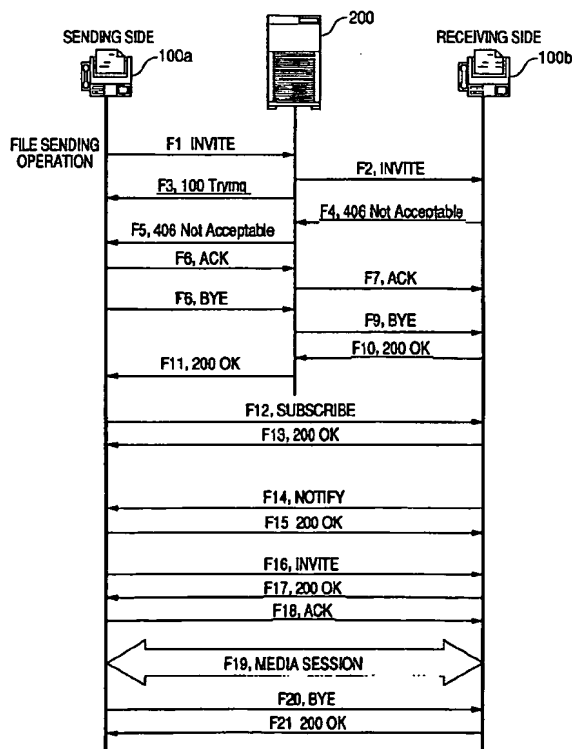 200
SENDING SIDE
RECEIVING SIDE
100a
100b
FILE SENDING
OPERATION
F1 INVITE
F2, INVITE
F3, 100 Trying
F4, 406 Not Acceptable
F5, 406 Not Acceptable
F6, ACK
F7, ACK
F6, BYE
F9, BYE
F10, 200 OK
F11, 200 OK
F12, SUBSCRIBE
F13, 200 OK
F14, NOTIFY
F15 200 OK
F16, INVITE
F17, 200 OK
F18, ACK
F19, MEDIA SESSION
F20, BYE
F21 200 OK